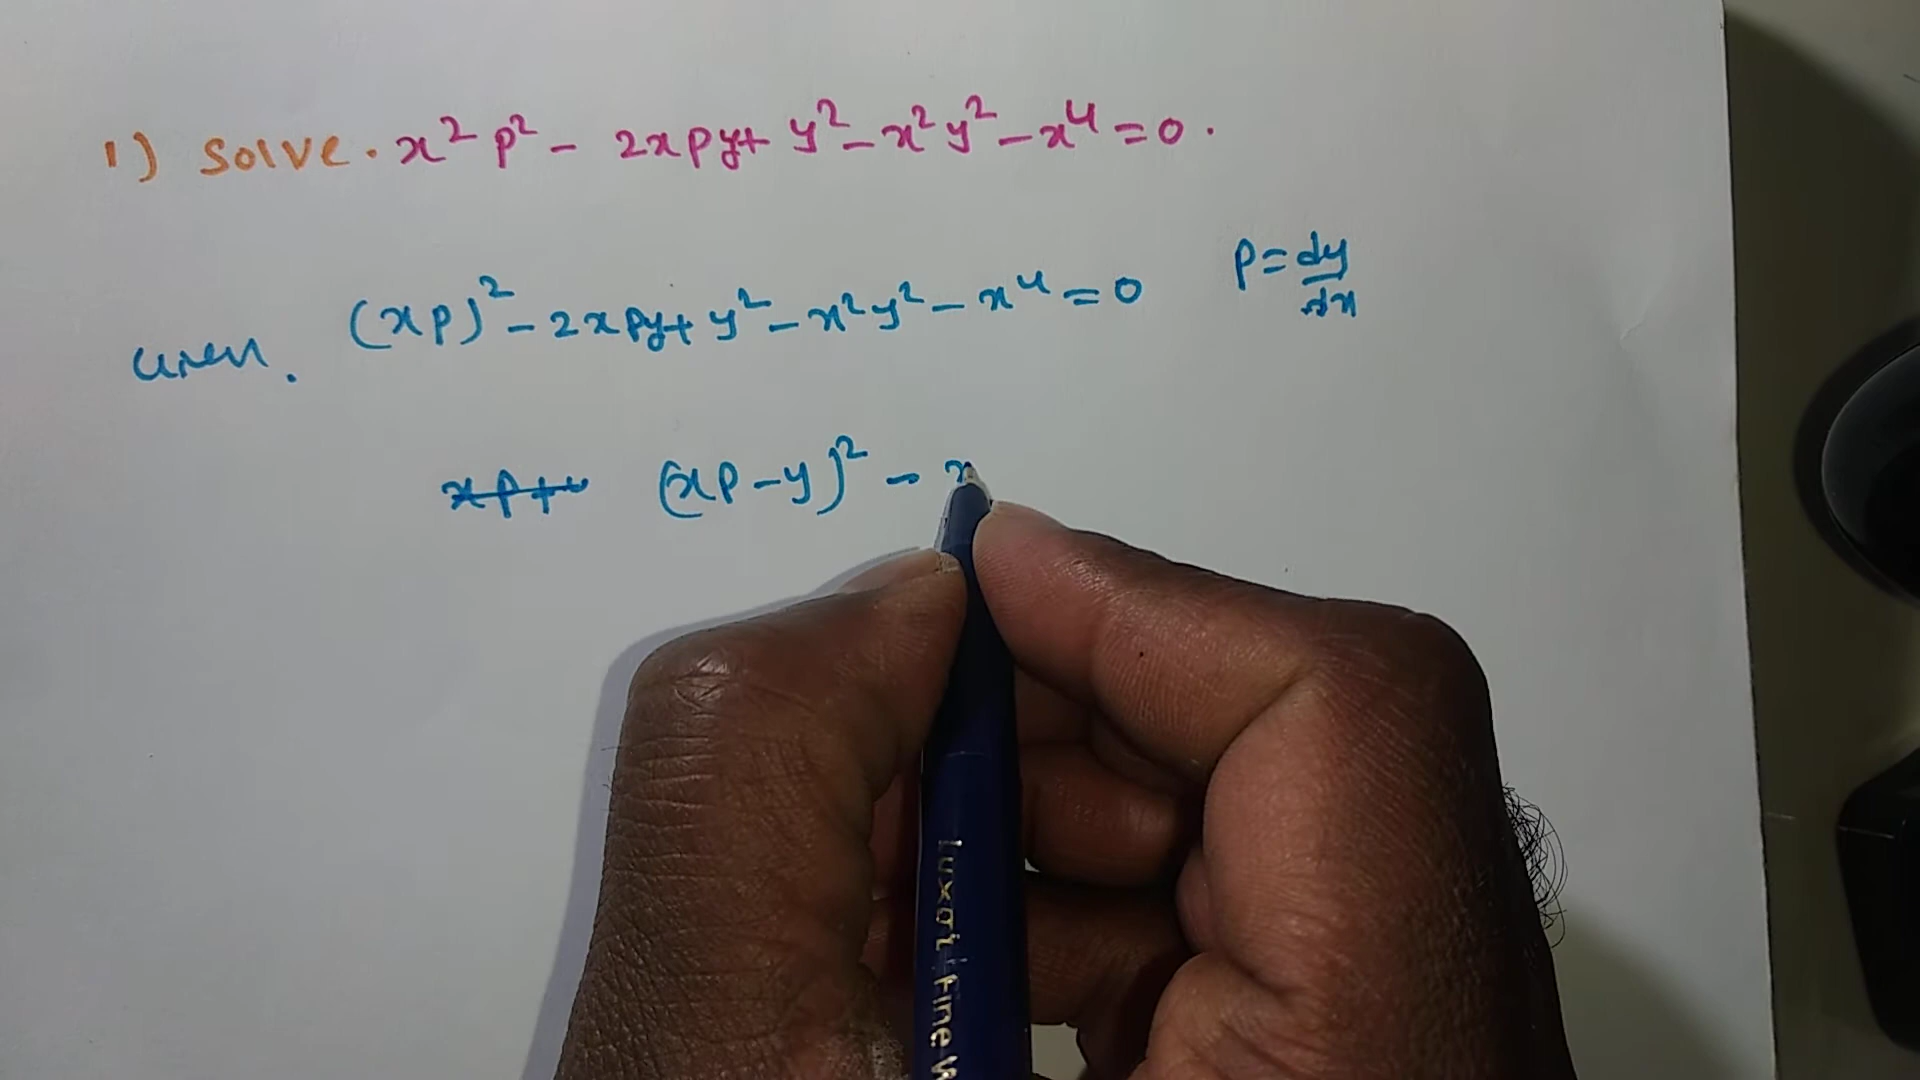 1) Solve. x² p² - 2xpy + y² - x²y² - x⁴ = 0.
p = dy/dx
Given. (xp)² - 2xpy + y² - x²y² - x⁴ = 0
(xp - y)² - x
luxor Fine W